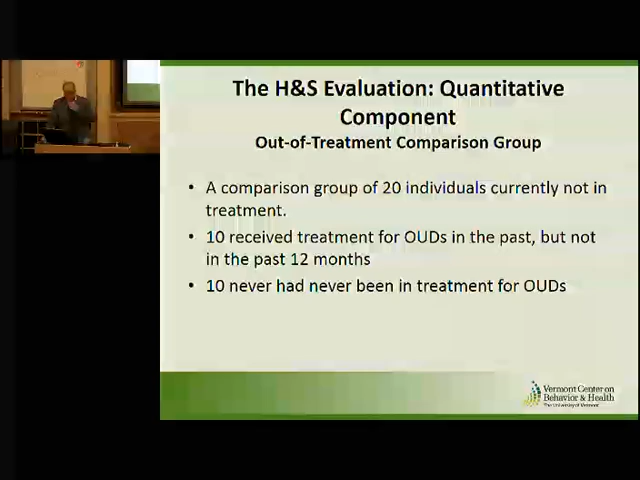 The H&S Evaluation: Quantitative
Component
Out-of-Treatment Comparison Group
• A comparison group of 20 individuals currently not in
treatment.
• 10 received treatment for OUDs in the past, but not
in the past 12 months
• 10 never had never been in treatment for OUDs
Vermont Center on
Behavior & Health
The University of Vermont